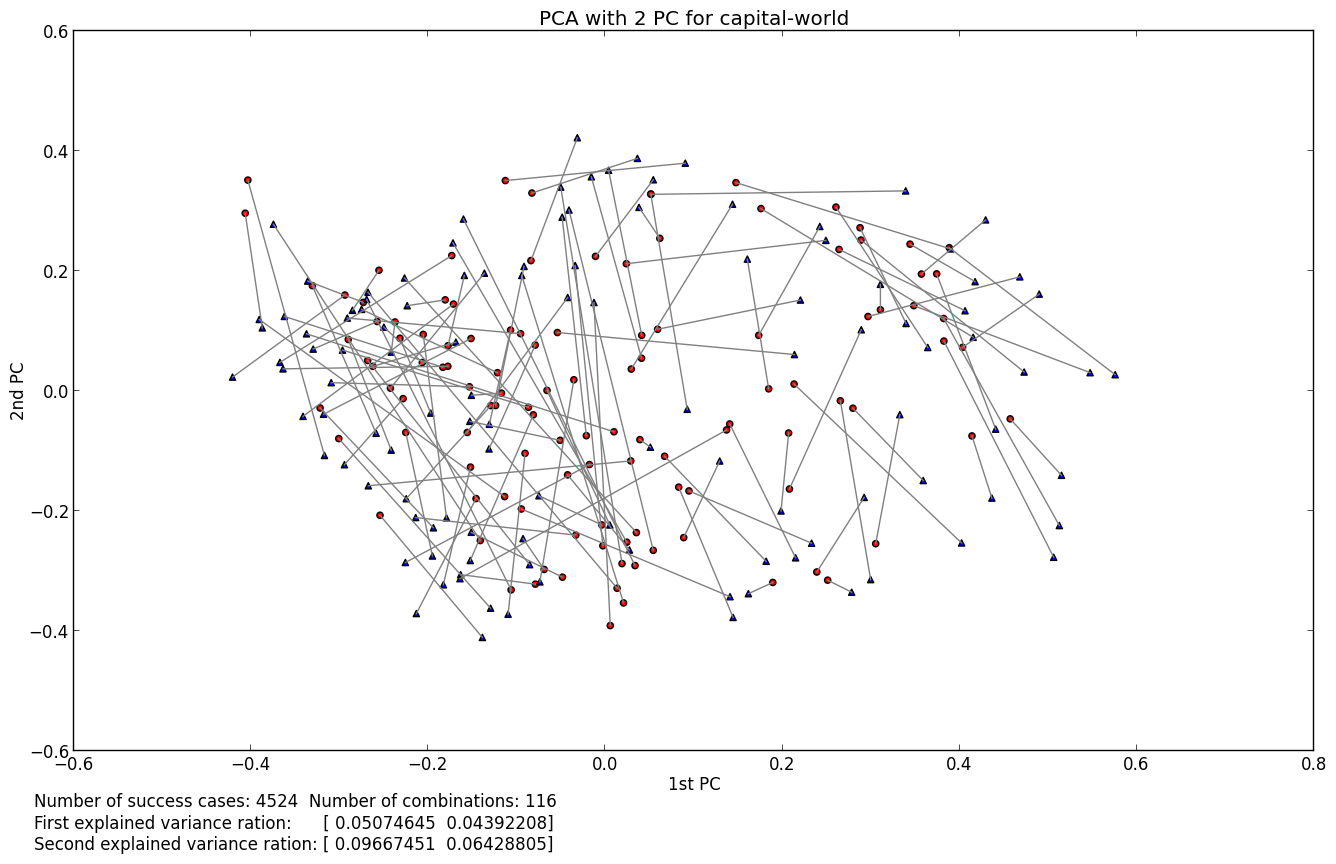 PCA with 2 PC for capital-world
0.6
0.4
0.2
0.0
−0.2
−0.4
−0.6
2nd PC
−0.6 −0.4 −0.2 0.0 0.2 0.4 0.6 0.8
1st PC
Number of success cases: 4524 Number of combinations: 116
First explained variance ration: [ 0.05074645 0.04392208]
Second explained variance ration: [ 0.09667451 0.06428805]